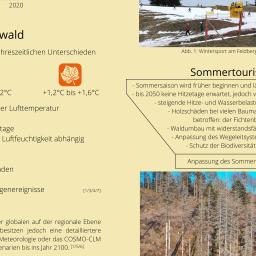 2020
wald
hreszeitlichen Unterschieden
2°C
+1,2°C bis +1,6°C
er Lufttemperatur
tage
Luftfeuchtigkeit abhängig
den
genereignisse
[1/3/4/7]
er globalen auf der regionale Ebene
besitzen jedoch eine detailliertere
Meteorologie oder das COSMO-CLM
enarien bis ins Jahr 2100. [1/5/6]
Abb. 1: Wintersport am Feldberg
Sommertouris
- Sommersaison wird früher beginnen und l
- bis 2050 keine Hitzetage erwartet, jedoch v
- steigende Hitze- und Wasserbelast
- Holzschäden bei vielen Bauma
betroffen: der Fichtenb
- Waldumbau mit widerstandsfä
- Anpassung des Wegeleitsyste
- Schutz der Biodiversität
Anpassung des Sommer